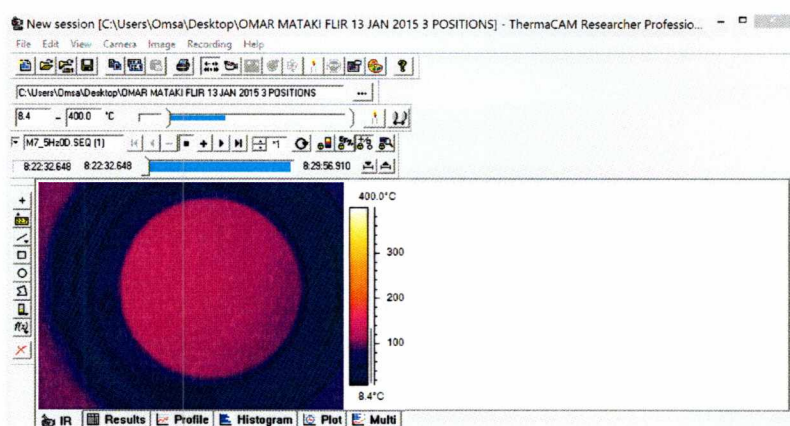 New session [C:\Users\Omsa\Desktop\OMAR MATAKI FLIR 13 JAN 2015 3 POSITIONS] - ThermaCAM Researcher Professio...
File Edit View Camera Image Recording Help
C:\Users\Omsa\Desktop\OMAR MATAKI FLIR 13 JAN 2015 3 POSITIONS ...
8.4 - 400.0 °C
M7_5Hz0D.SEQ (1) *1
8:22:32.648 8:22:32.648 8:29:56.910
400.0°C
300
200
100
8.4°C
IR Results Profile Histogram Plot Multi